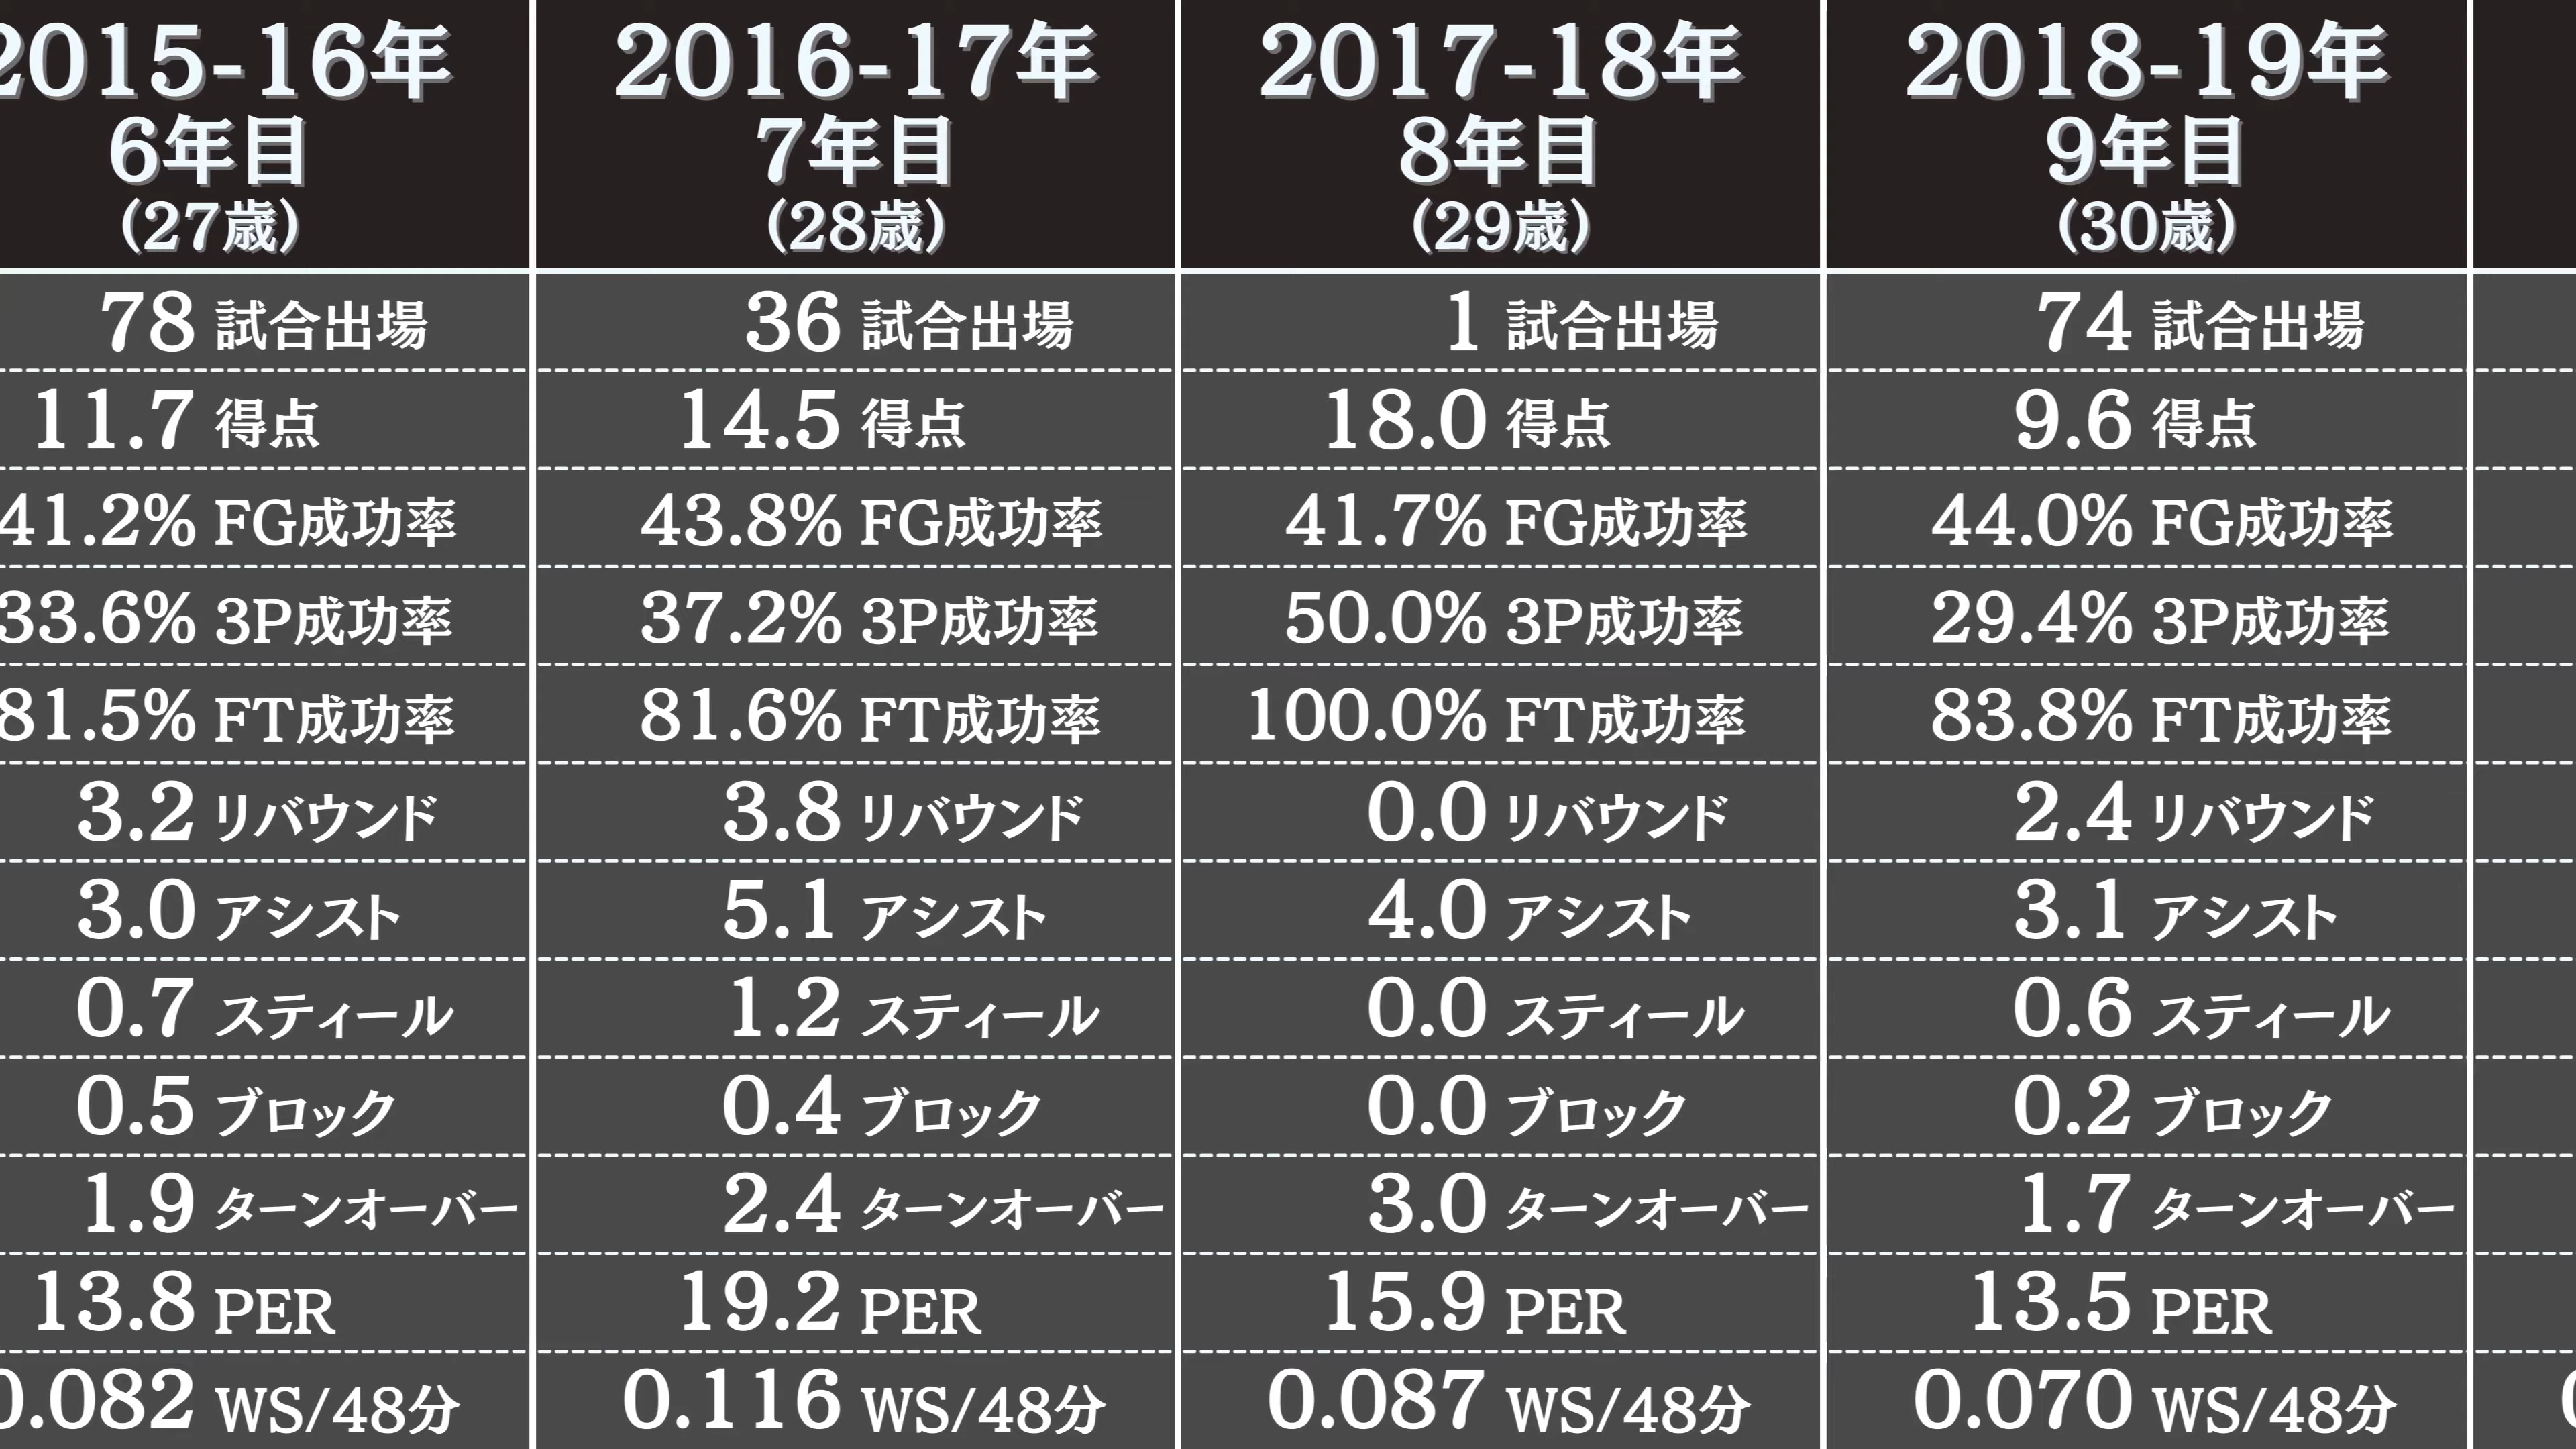 2015-16年
6年目
(27歳)
78 試合出場
11.7 得点
41.2% FG成功率
33.6% 3P成功率
81.5% FT成功率
3.2 リバウンド
3.0 アシスト
0.7 スティール
0.5 ブロック
1.9 ターンオーバー
13.8 PER
0.082 WS/48分
2016-17年
7年目
(28歳)
36 試合出場
14.5 得点
43.8% FG成功率
37.2% 3P成功率
81.6% FT成功率
3.8 リバウンド
5.1 アシスト
1.2 スティール
0.4 ブロック
2.4 ターンオーバー
19.2 PER
0.116 WS/48分
2017-18年
8年目
(29歳)
1 試合出場
18.0 得点
41.7% FG成功率
50.0% 3P成功率
100.0% FT成功率
0.0 リバウンド
4.0 アシスト
0.0 スティール
0.0 ブロック
3.0 ターンオーバー
15.9 PER
0.087 WS/48分
2018-19年
9年目
(30歳)
74 試合出場
9.6 得点
44.0% FG成功率
29.4% 3P成功率
83.8% FT成功率
2.4 リバウンド
3.1 アシスト
0.6 スティール
0.2 ブロック
1.7 ターンオーバー
13.5 PER
0.070 WS/48分